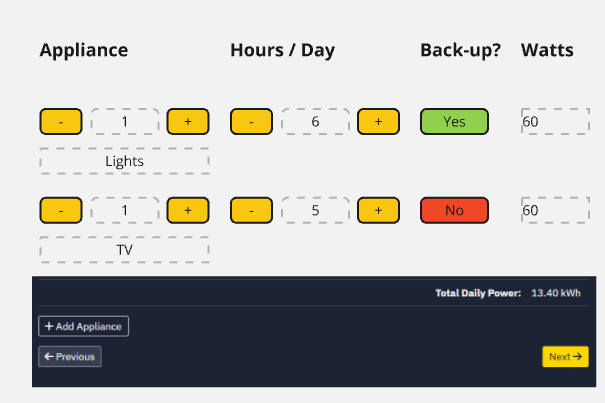 Appliance Hours / Day Back-up? Watts
- 1 + - 6 + Yes 60
Lights
- 1 + - 5 + No 60
TV
Total Daily Power: 13.40 kWh
+ Add Appliance
← Previous Next →